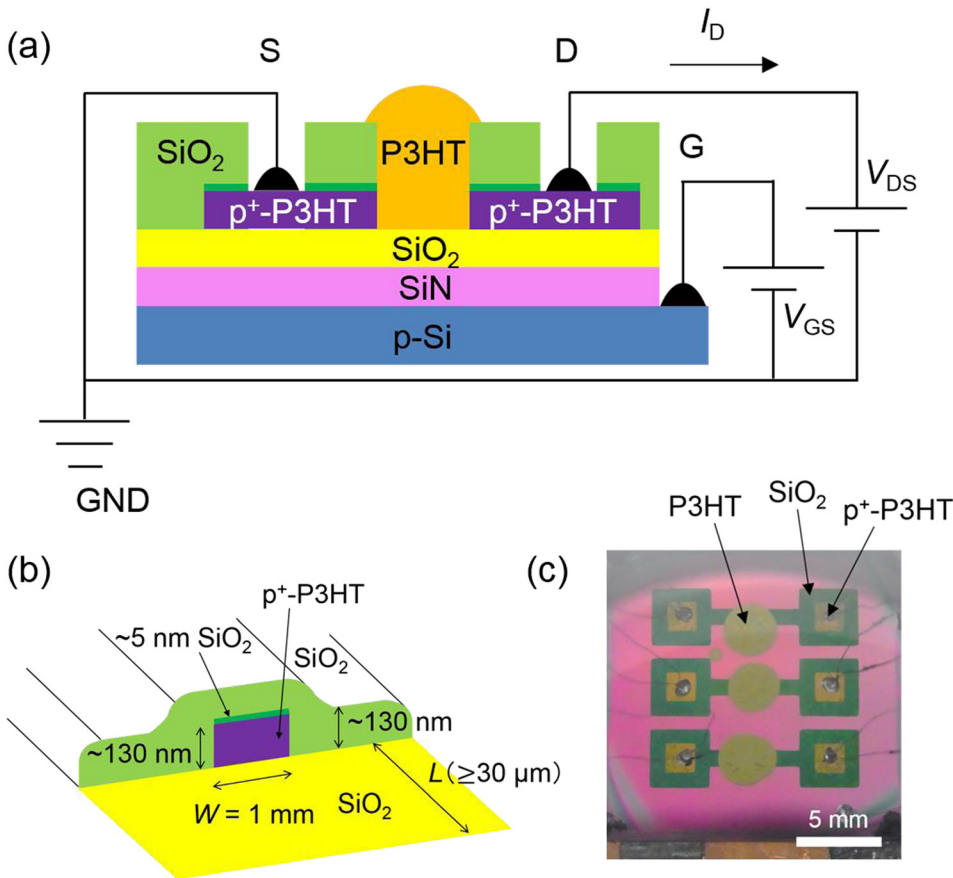 (a)
S
D
I_D
SiO₂
P3HT
G
V_DS
p⁺-P3HT
p⁺-P3HT
SiO₂
SiN
V_GS
p-Si
GND
(b)
p⁺-P3HT
~5 nm SiO₂
SiO₂
~130 nm
~130 nm
L(≥30 μm)
W = 1 mm
SiO₂
(c)
P3HT
SiO₂
p⁺-P3HT
5 mm